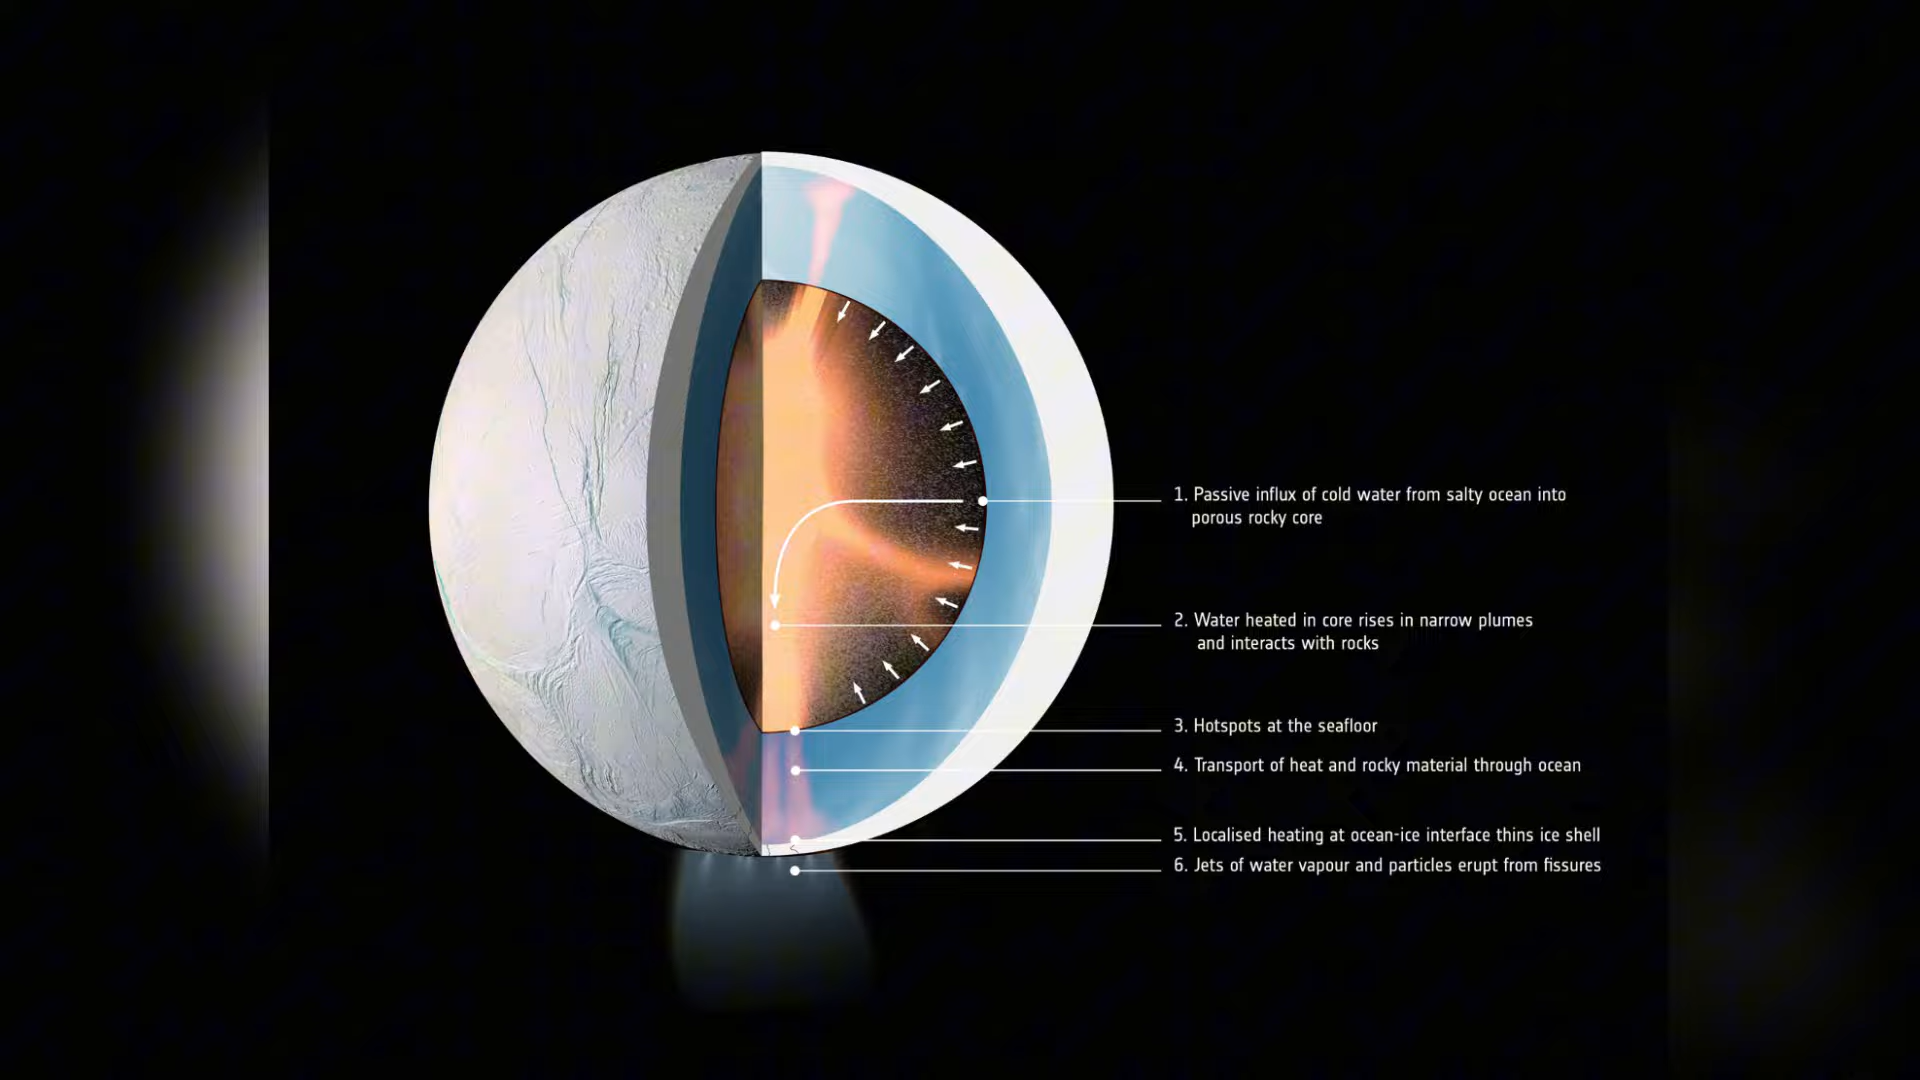 1. Passive influx of cold water from salty ocean into
porous rocky core
2. Water heated in core rises in narrow plumes
and interacts with rocks
3. Hotspots at the seafloor
4. Transport of heat and rocky material through ocean
5. Localised heating at ocean-ice interface thins ice shell
6. Jets of water vapour and particles erupt from fissures